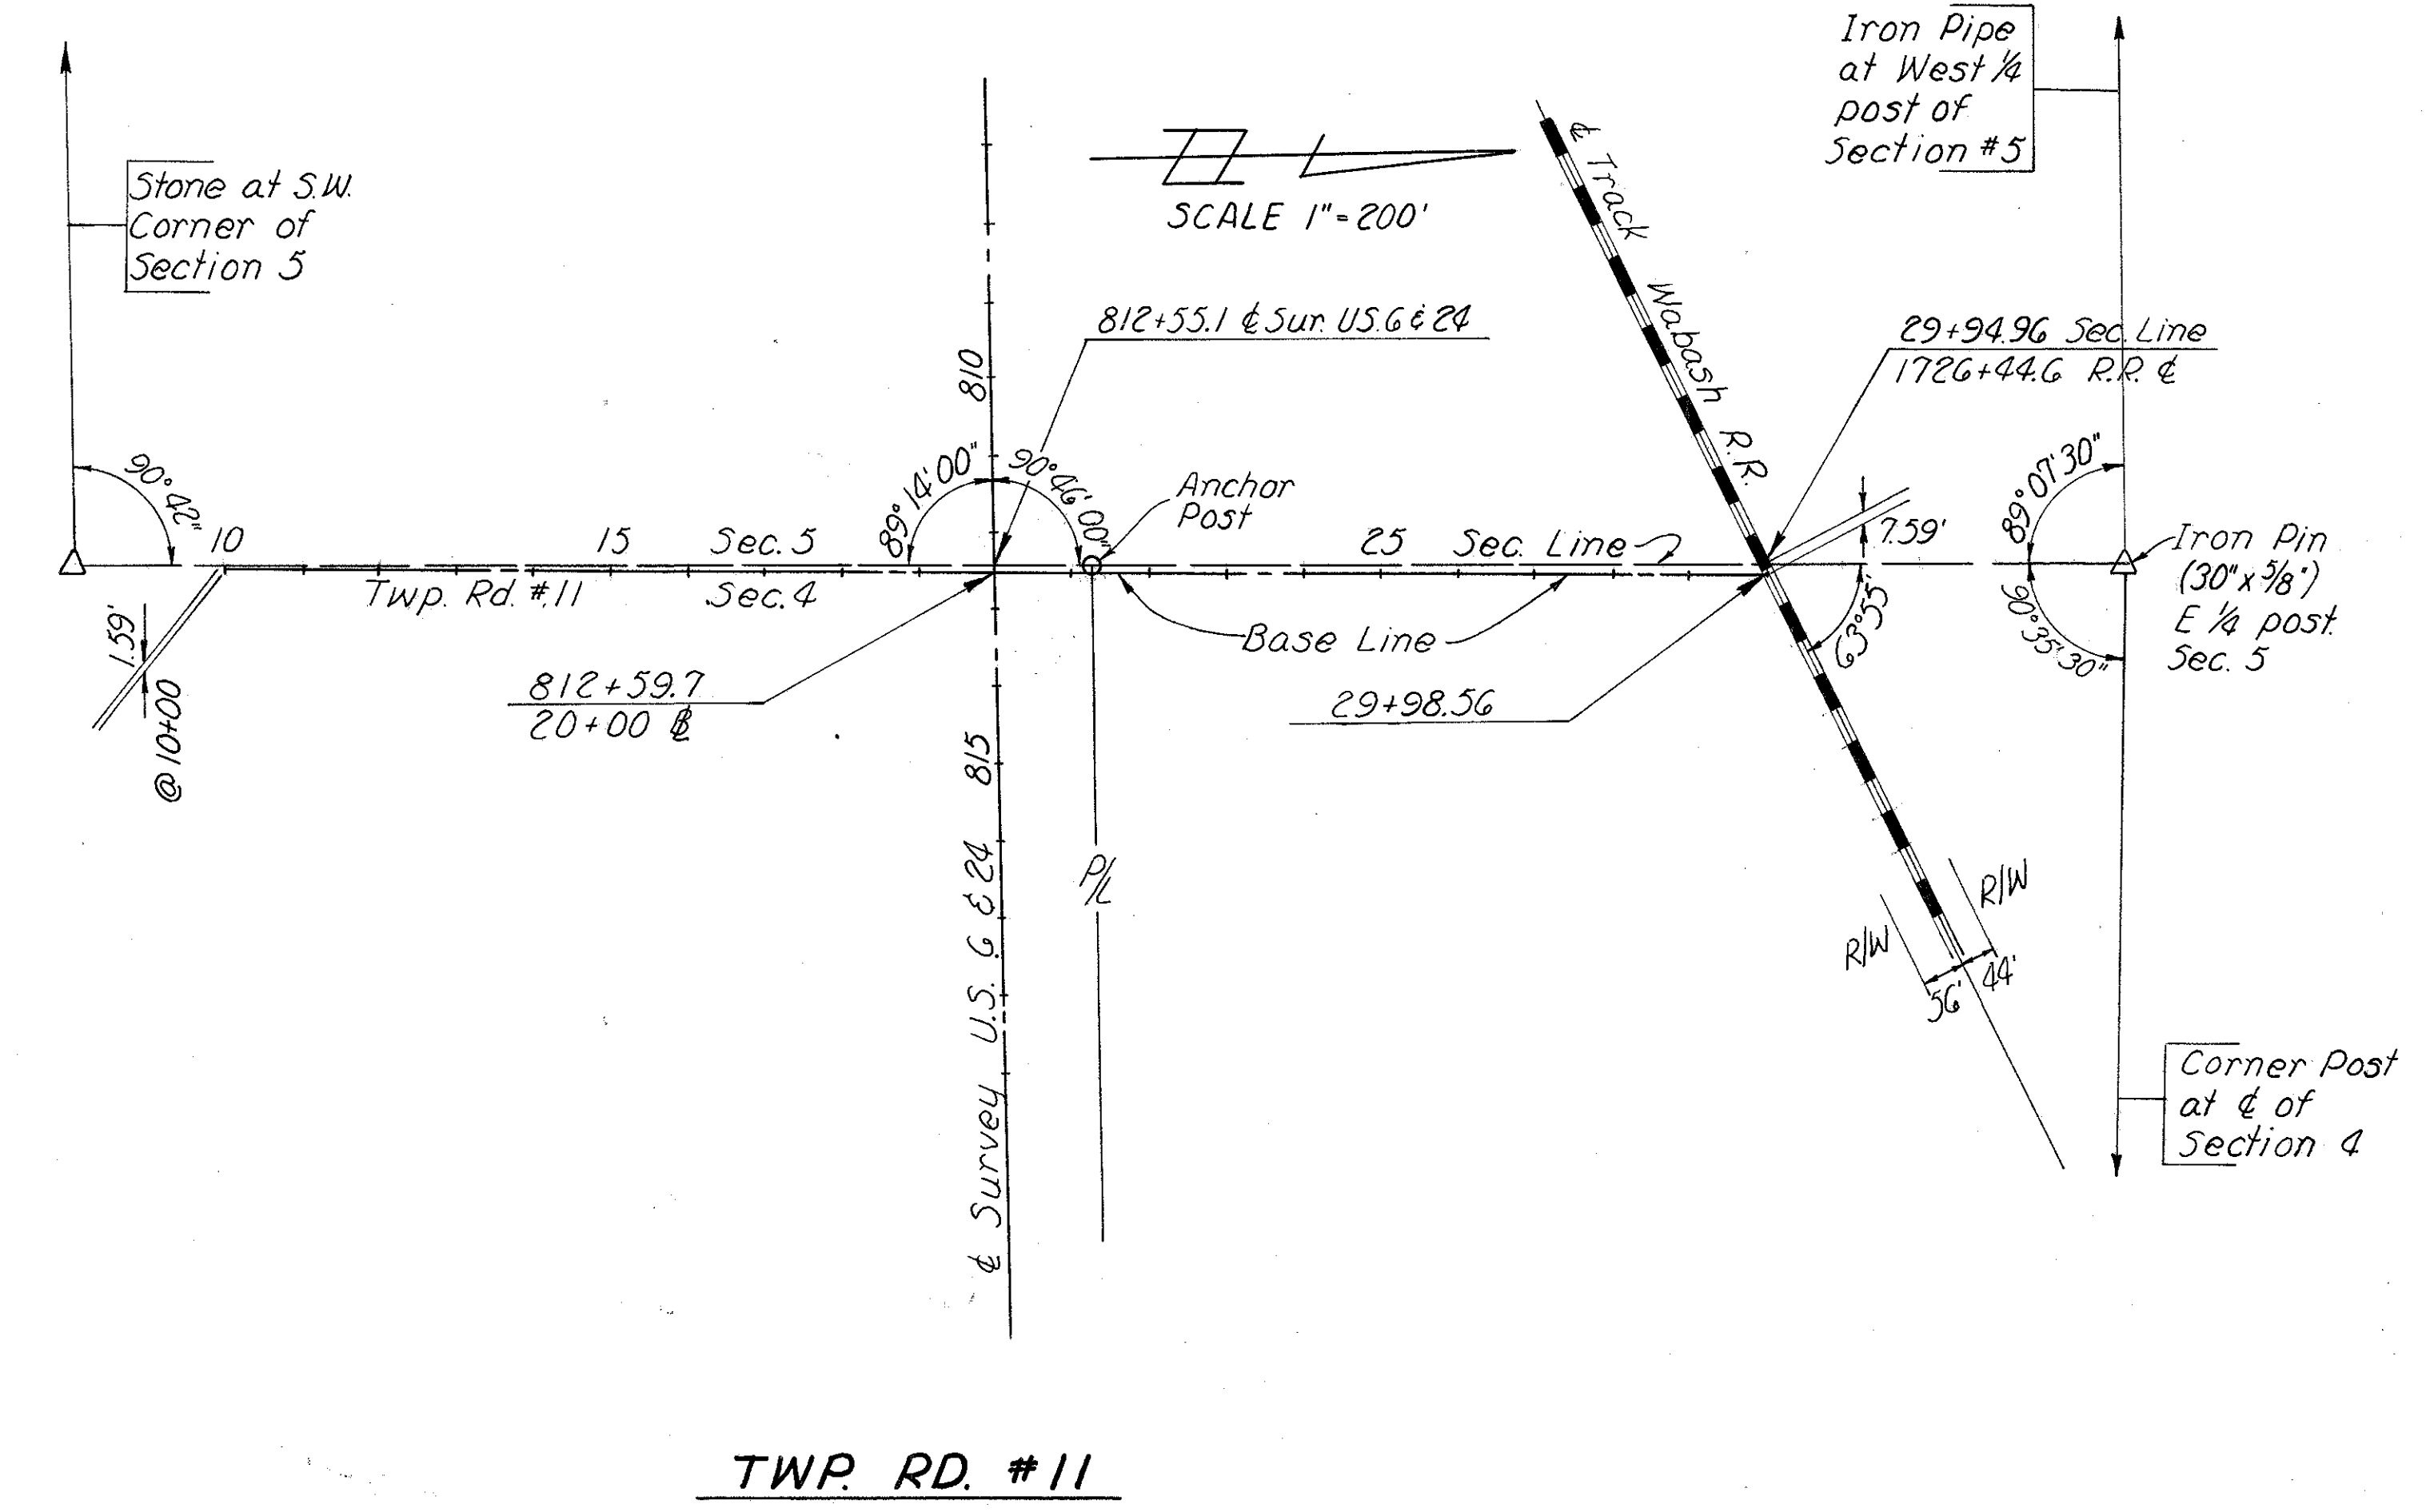 Iron Pipe
at West 1/4
post of
Section #5
Stone at S.W.
Corner of
Section 5
SCALE 1"=200'
℄ Track Wabash R.R.
812+55.1 ℄ Sur. U.S. 6 & 24
29+94.96 Sec. Line
1726+44.6 R.R. ℄
810
90°42"
89°14'00"
90°46'00"
Anchor
Post
89°07'30"
7.59'
10
15
Sec. 5
25
Sec. Line
Iron Pin
(30" x 5/8")
E 1/4 post.
Sec. 5
Twp. Rd. #11
Sec. 4
1.59'
@ 10+00
Base Line
63°55'
90°35'30"
812+59.7
20+00 ⅊
29+98.56
815
P/L
℄ Survey U.S. 6 & 24
R/W
R/W
56'
44'
Corner Post
at ℄ of
Section 4
TWP. RD. #11